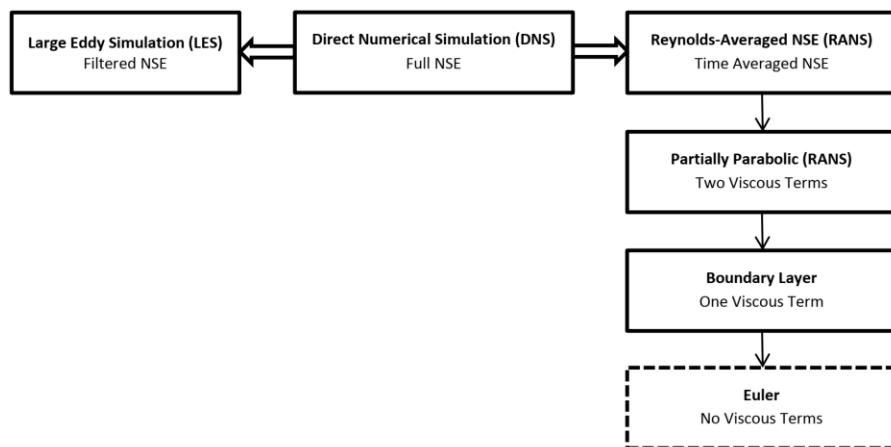 Large Eddy Simulation (LES)
Filtered NSE
Direct Numerical Simulation (DNS)
Full NSE
Reynolds-Averaged NSE (RANS)
Time Averaged NSE
Partially Parabolic (RANS)
Two Viscous Terms
Boundary Layer
One Viscous Term
Euler
No Viscous Terms